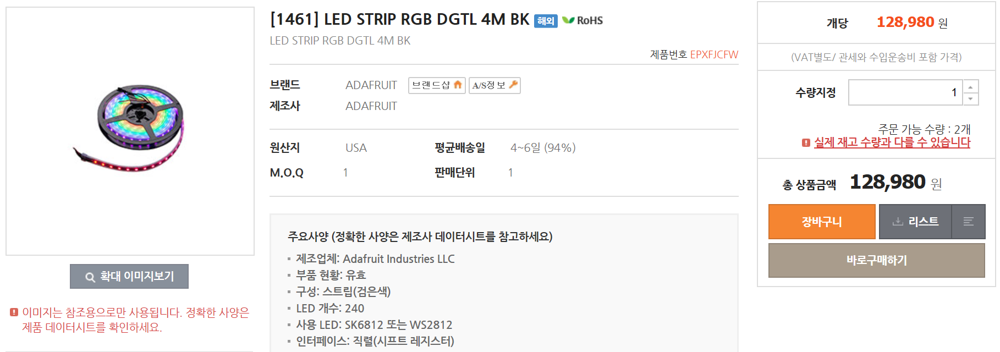 [1461] LED STRIP RGB DGTL 4M BK 해외 RoHS
LED STRIP RGB DGTL 4M BK
제품번호 EPXFJCFW
브랜드 ADAFRUIT 브랜드샵 A/S정보
제조사 ADAFRUIT
원산지 USA 평균배송일 4~6일 (94%)
M.O.Q 1 판매단위 1
주요사양 (정확한 사양은 제조사 데이터시트를 참고하세요)
제조업체: Adafruit Industries LLC
부품 현황: 유효
구성: 스트립(검은색)
LED 개수: 240
사용 LED: SK6812 또는 WS2812
인터페이스: 직렬(시프트 레지스터)
확대 이미지보기
이미지는 참조용으로만 사용됩니다. 정확한 사양은
제품 데이터시트를 확인하세요.
개당 128,980 원
(VAT별도/ 관세와 수입운송비 포함 가격)
수량지정 1
주문 가능 수량 : 2개
실제 재고 수량과 다를 수 있습니다
총 상품금액 128,980 원
장바구니 리스트
바로구매하기